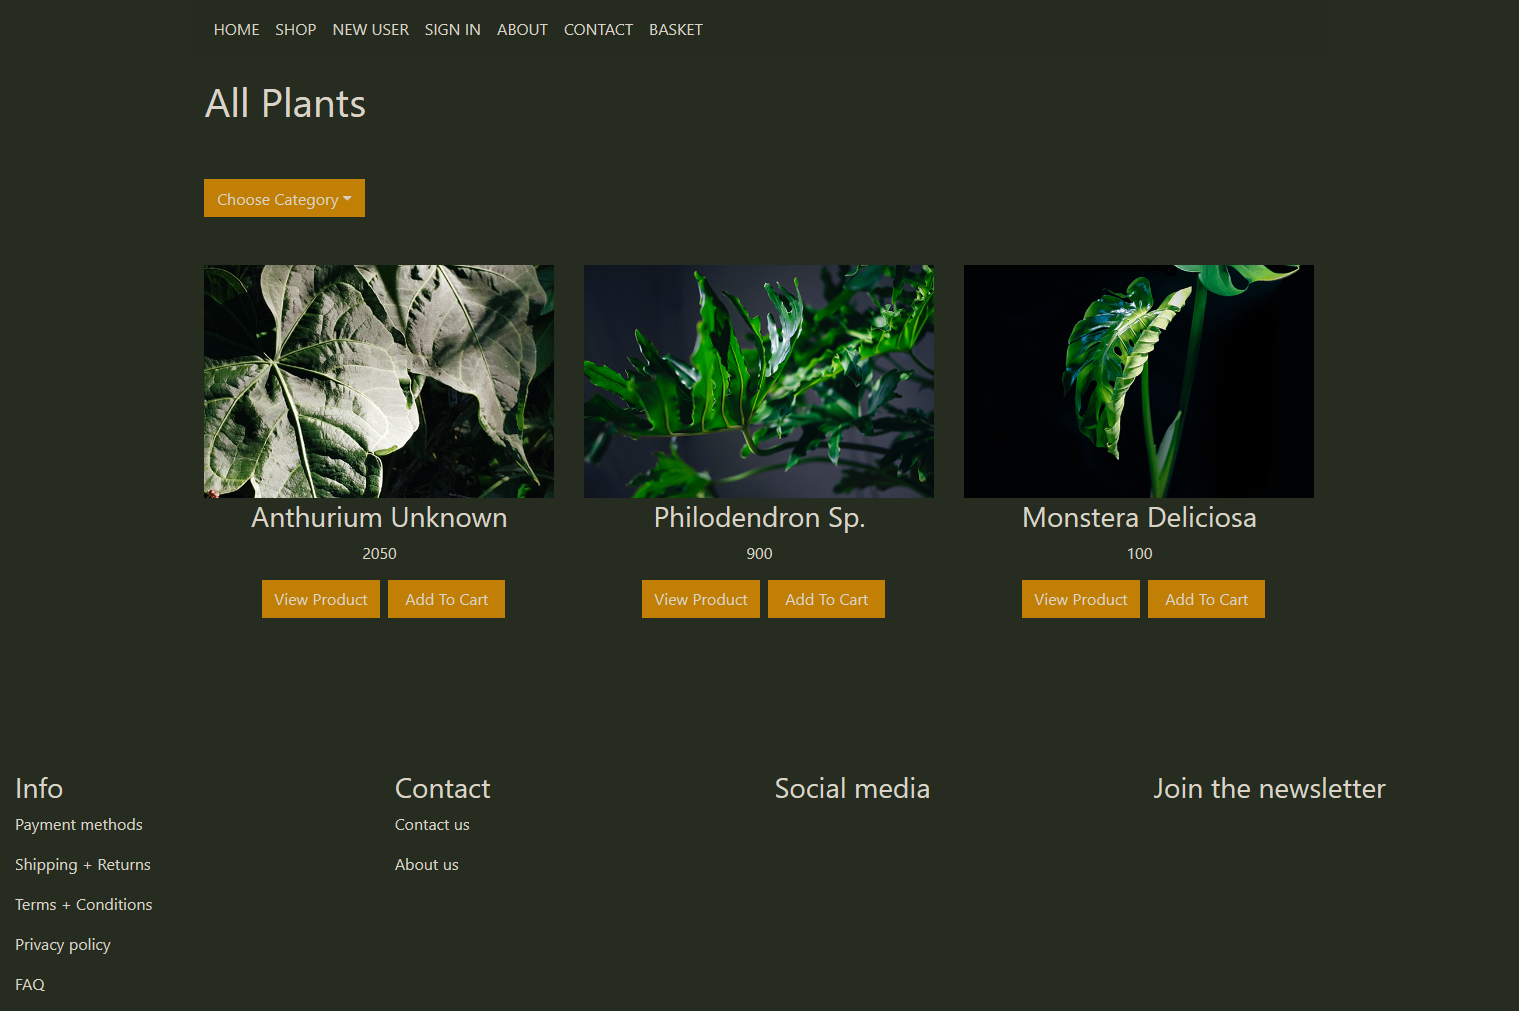 HOME SHOP NEW USER SIGN IN ABOUT CONTACT BASKET
All Plants
Choose Category
Anthurium Unknown
2050
View Product Add To Cart
Philodendron Sp.
900
View Product Add To Cart
Monstera Deliciosa
100
View Product Add To Cart
Info
Payment methods
Shipping + Returns
Terms + Conditions
Privacy policy
FAQ
Contact
Contact us
About us
Social media
Join the newsletter